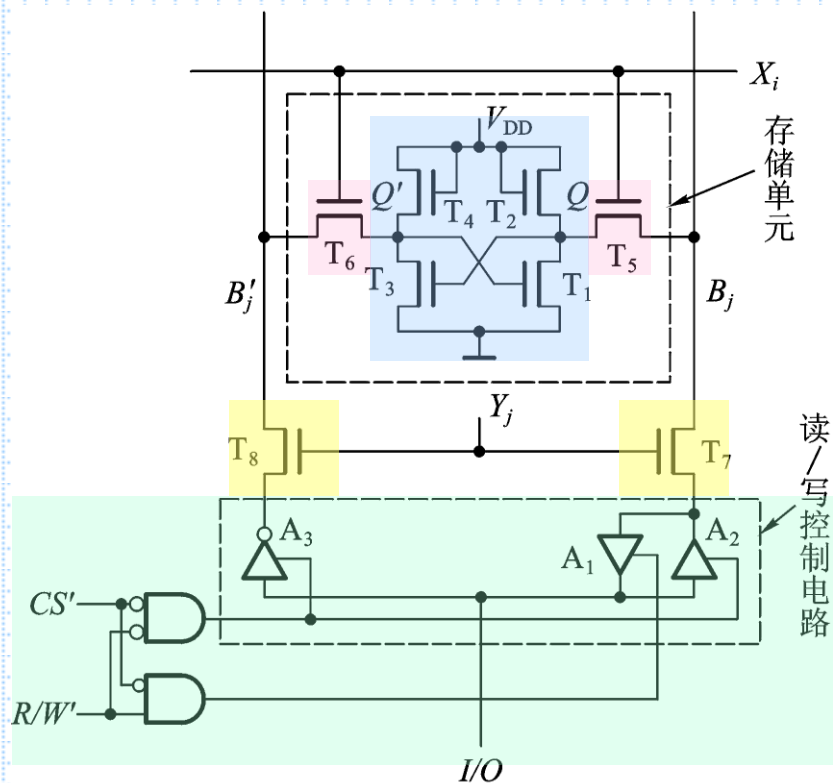 X_i
存储单元
V_DD
Q'
T_4
T_2
Q
T_6
T_3
T_1
T_5
B'_j
B_j
Y_j
T_8
T_7
读/写控制电路
A_3
A_1
A_2
CS'
R/W'
I/O